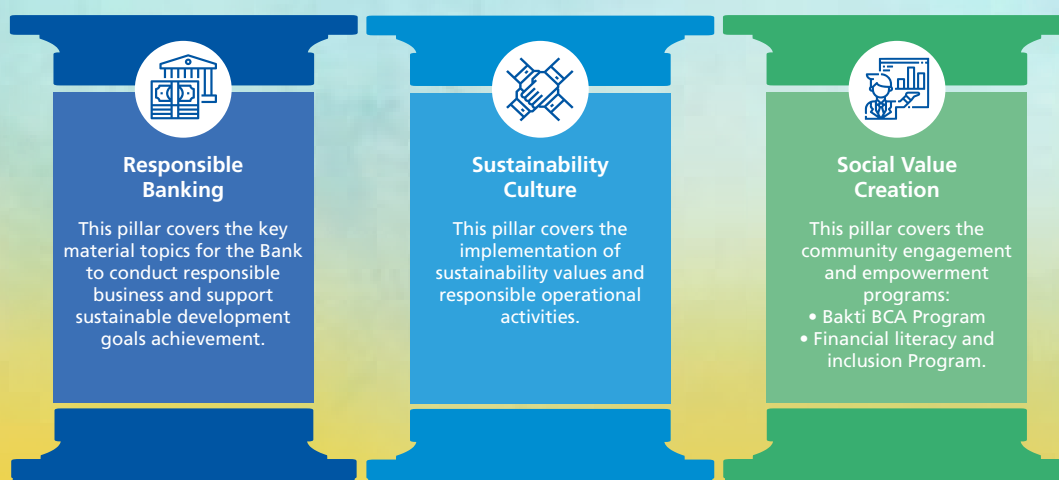 Responsible
Banking
This pillar covers the key
material topics for the Bank
to conduct responsible
business and support
sustainable development
goals achievement.
Sustainability
Culture
This pillar covers the
implementation of
sustainability values and
responsible operational
activities.
Social Value
Creation
This pillar covers the
community engagement
and empowerment
programs:
• Bakti BCA Program
• Financial literacy and
inclusion Program.